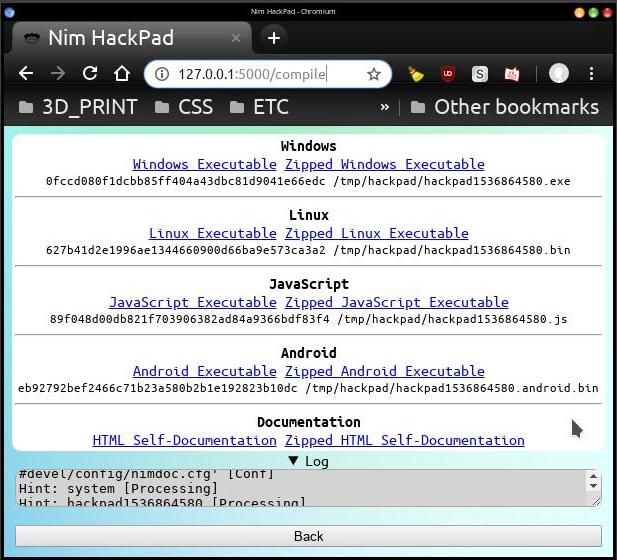 Nim HackPad - Chromium
Nim HackPad
127.0.0.1:5000/compile
3D_PRINT CSS ETC » Other bookmarks
Windows
Windows Executable Zipped Windows Executable
0fccd080f1dcbb85ff404a43dbc81d9041e66edc /tmp/hackpad/hackpad1536864580.exe
Linux
Linux Executable Zipped Linux Executable
627b41d2e1996ae1344660900d66ba9e573ca3a2 /tmp/hackpad/hackpad1536864580.bin
JavaScript
JavaScript Executable Zipped JavaScript Executable
89f048d00db821f703906382ad84a9366bdf83f4 /tmp/hackpad/hackpad1536864580.js
Android
Android Executable Zipped Android Executable
eb92792bef2466c71b23a580b2b1e192823b10dc /tmp/hackpad/hackpad1536864580.android.bin
Documentation
HTML Self-Documentation Zipped HTML Self-Documentation
▼ Log
#devel/config/nimdoc.cfg' [Conf]
Hint: system [Processing]
Hint: hackpad1536864580 [Processing]
Back